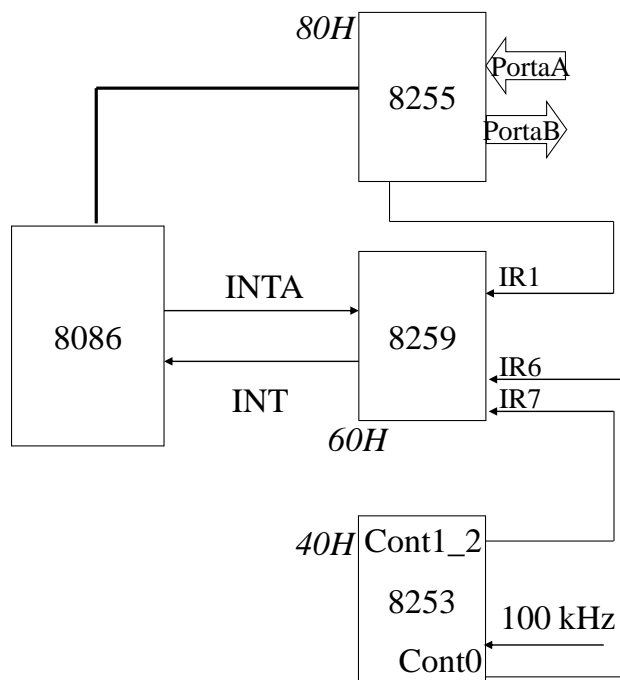 80H
PortaA
8255
PortaB
INTA
IR1
8086
8259
IR6
INT
IR7
60H
40H
Cont1_2
8253
100 kHz
Cont0